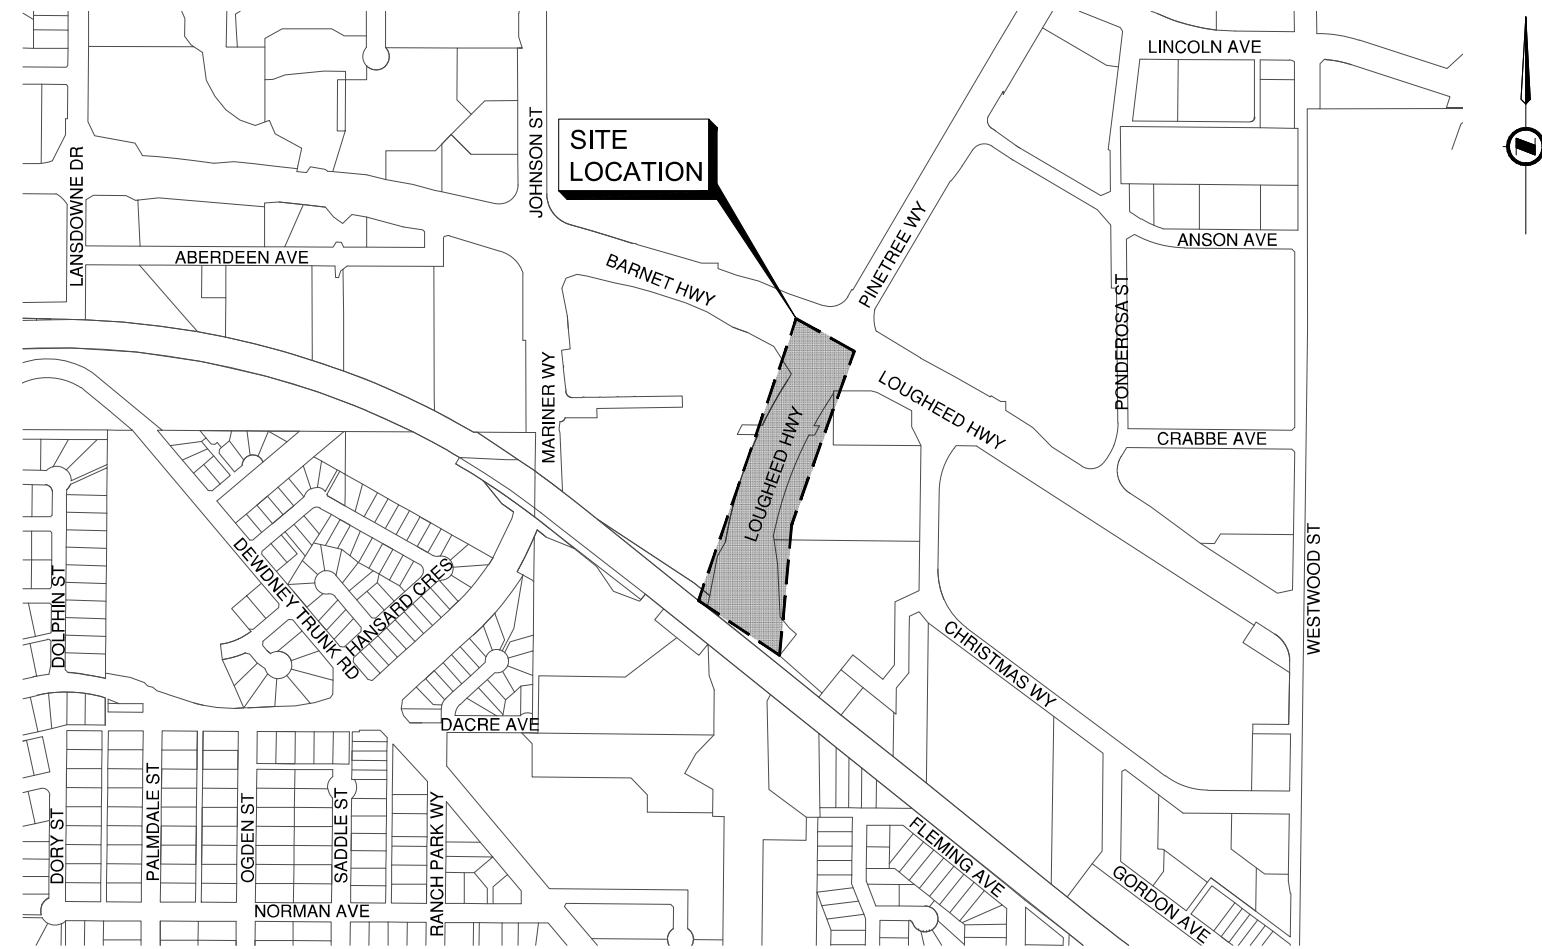 LINCOLN AVE
SITE
LOCATION
JOHNSON ST
LANSDOWNE DR
PINETREE WY
ANSON AVE
ABERDEEN AVE
BARNET HWY
PONDEROSA ST
MARINER WY
LOUGHEED HWY
LOUGHEED HWY
CRABBE AVE
WESTWOOD ST
DOLPHIN ST
DEWDNEY TRUNK RD
HANSARD CRES
CHRISTMAS WY
DACRE AVE
DORY ST
PALMDALE ST
OGDEN ST
SADDLE ST
RANCH PARK WY
FLEMING AVE
GORDON AVE
NORMAN AVE